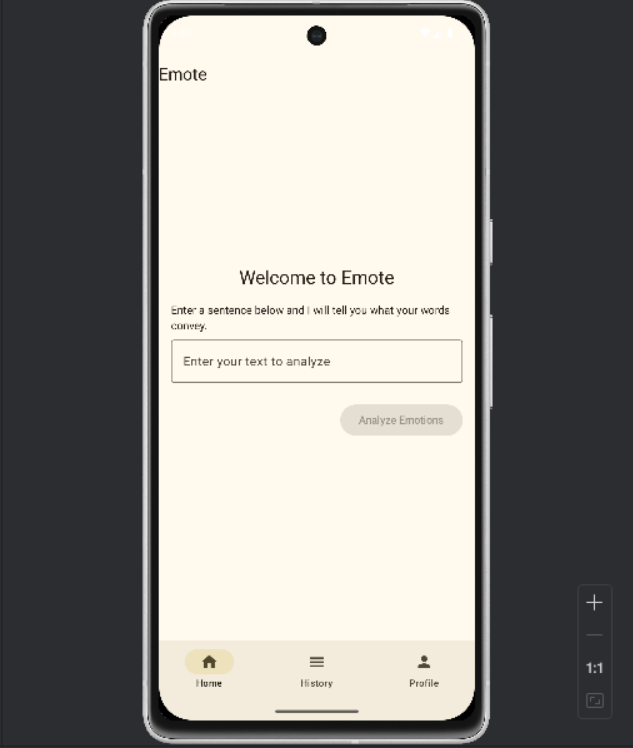 Emote
Welcome to Emote
Enter a sentence below and I will tell you what your words
convey.
Enter your text to analyze
Analyze Emotions
Home
History
Profile
1:1